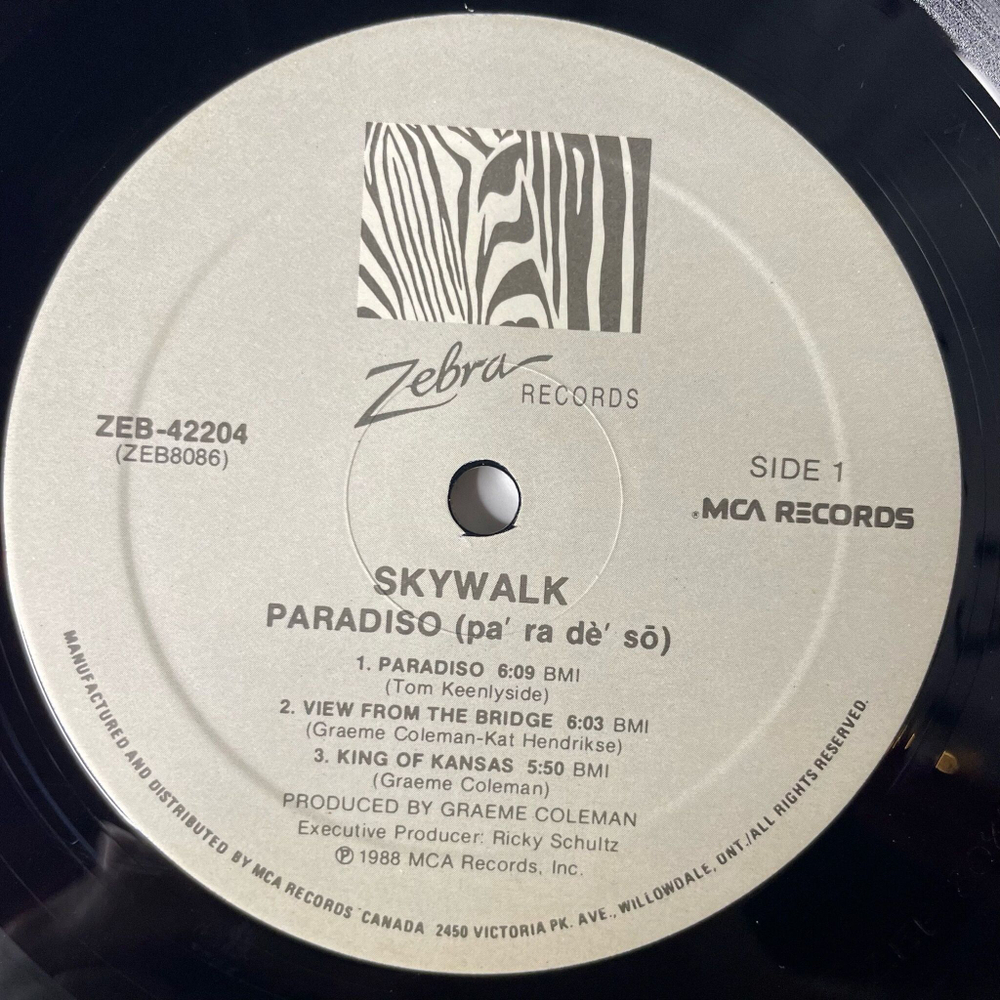 Zebra RECORDS
ZEB-42204
(ZEB8086)
SIDE 1
®MCA RECORDS
SKYWALK
PARADISO (pa′ ra dè′ sō)
1. PARADISO 6:09 BMI
(Tom Keenlyside)
2. VIEW FROM THE BRIDGE 6:03 BMI
(Graeme Coleman-Kat Hendrikse)
3. KING OF KANSAS 5:50 BMI
(Graeme Coleman)
PRODUCED BY GRAEME COLEMAN
Executive Producer: Ricky Schultz
℗ 1988 MCA Records, Inc.
MANUFACTURED AND DISTRIBUTED BY MCA RECORDS CANADA 2450 VICTORIA PK. AVE., WILLOWDALE, ONT./ALL RIGHTS RESERVED.